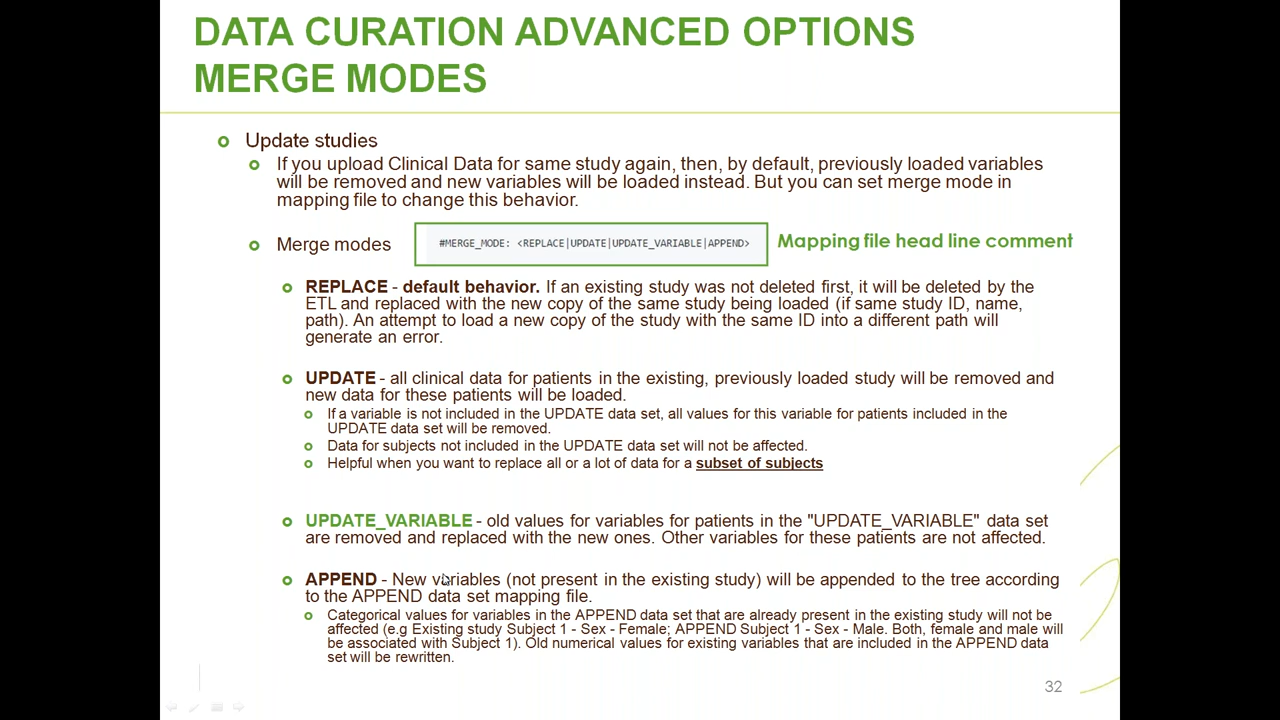 DATA CURATION ADVANCED OPTIONS
MERGE MODES
Update studies
If you upload Clinical Data for same study again, then, by default, previously loaded variables
will be removed and new variables will be loaded instead. But you can set merge mode in
mapping file to change this behavior.
Merge modes
#MERGE_MODE: <REPLACE|UPDATE|UPDATE_VARIABLE|APPEND>
Mapping file head line comment
REPLACE - default behavior. If an existing study was not deleted first, it will be deleted by the
ETL and replaced with the new copy of the same study being loaded (if same study ID, name,
path). An attempt to load a new copy of the study with the same ID into a different path will
generate an error.
UPDATE - all clinical data for patients in the existing, previously loaded study will be removed and
new data for these patients will be loaded.
If a variable is not included in the UPDATE data set, all values for this variable for patients included in the
UPDATE data set will be removed.
Data for subjects not included in the UPDATE data set will not be affected.
Helpful when you want to replace all or a lot of data for a subset of subjects
UPDATE_VARIABLE - old values for variables for patients in the "UPDATE_VARIABLE" data set
are removed and replaced with the new ones. Other variables for these patients are not affected.
APPEND - New variables (not present in the existing study) will be appended to the tree according
to the APPEND data set mapping file.
Categorical values for variables in the APPEND data set that are already present in the existing study will not be
affected (e.g Existing study Subject 1 - Sex - Female; APPEND Subject 1 - Sex - Male. Both, female and male will
be associated with Subject 1). Old numerical values for existing variables that are included in the APPEND data
set will be rewritten.
32